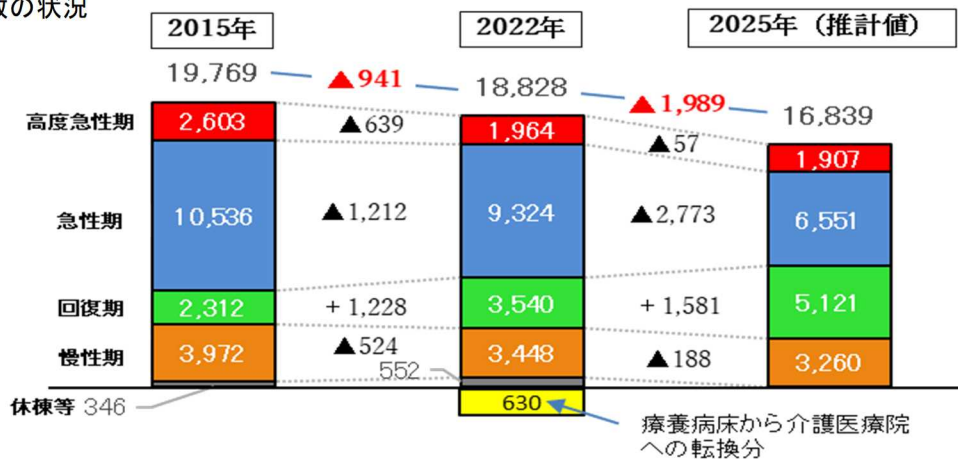 数の状況
2015年 2022年 2025年（推計値）
19,769 ▲941 18,828 ▲1,989 16,839
高度急性期 2,603 ▲639 1,964 ▲57 1,907
急性期 10,536 ▲1,212 9,324 ▲2,773 6,551
回復期 2,312 + 1,228 3,540 + 1,581 5,121
慢性期 3,972 ▲524 3,448 ▲188 3,260
休棟等 346 552
630
療養病床から介護医療院
への転換分